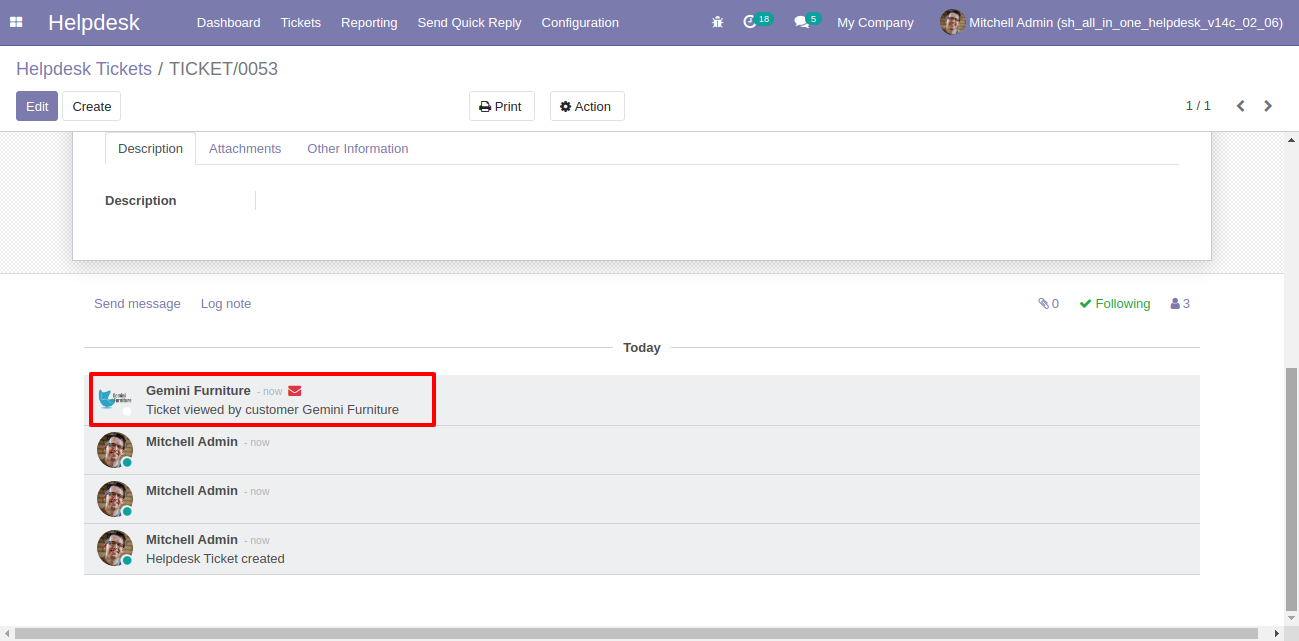 Helpdesk Dashboard Tickets Reporting Send Quick Reply Configuration 18 5 My Company Mitchell Admin (sh_all_in_one_helpdesk_v14c_02_06)
Helpdesk Tickets / TICKET/0053
Edit Create Print Action 1 / 1
Description Attachments Other Information
Description
Send message Log note 0 Following 3
Today
Gemini Furniture - now
Gemini
Furniture
Ticket viewed by customer Gemini Furniture
Mitchell Admin - now
Mitchell Admin - now
Mitchell Admin - now
Helpdesk Ticket created